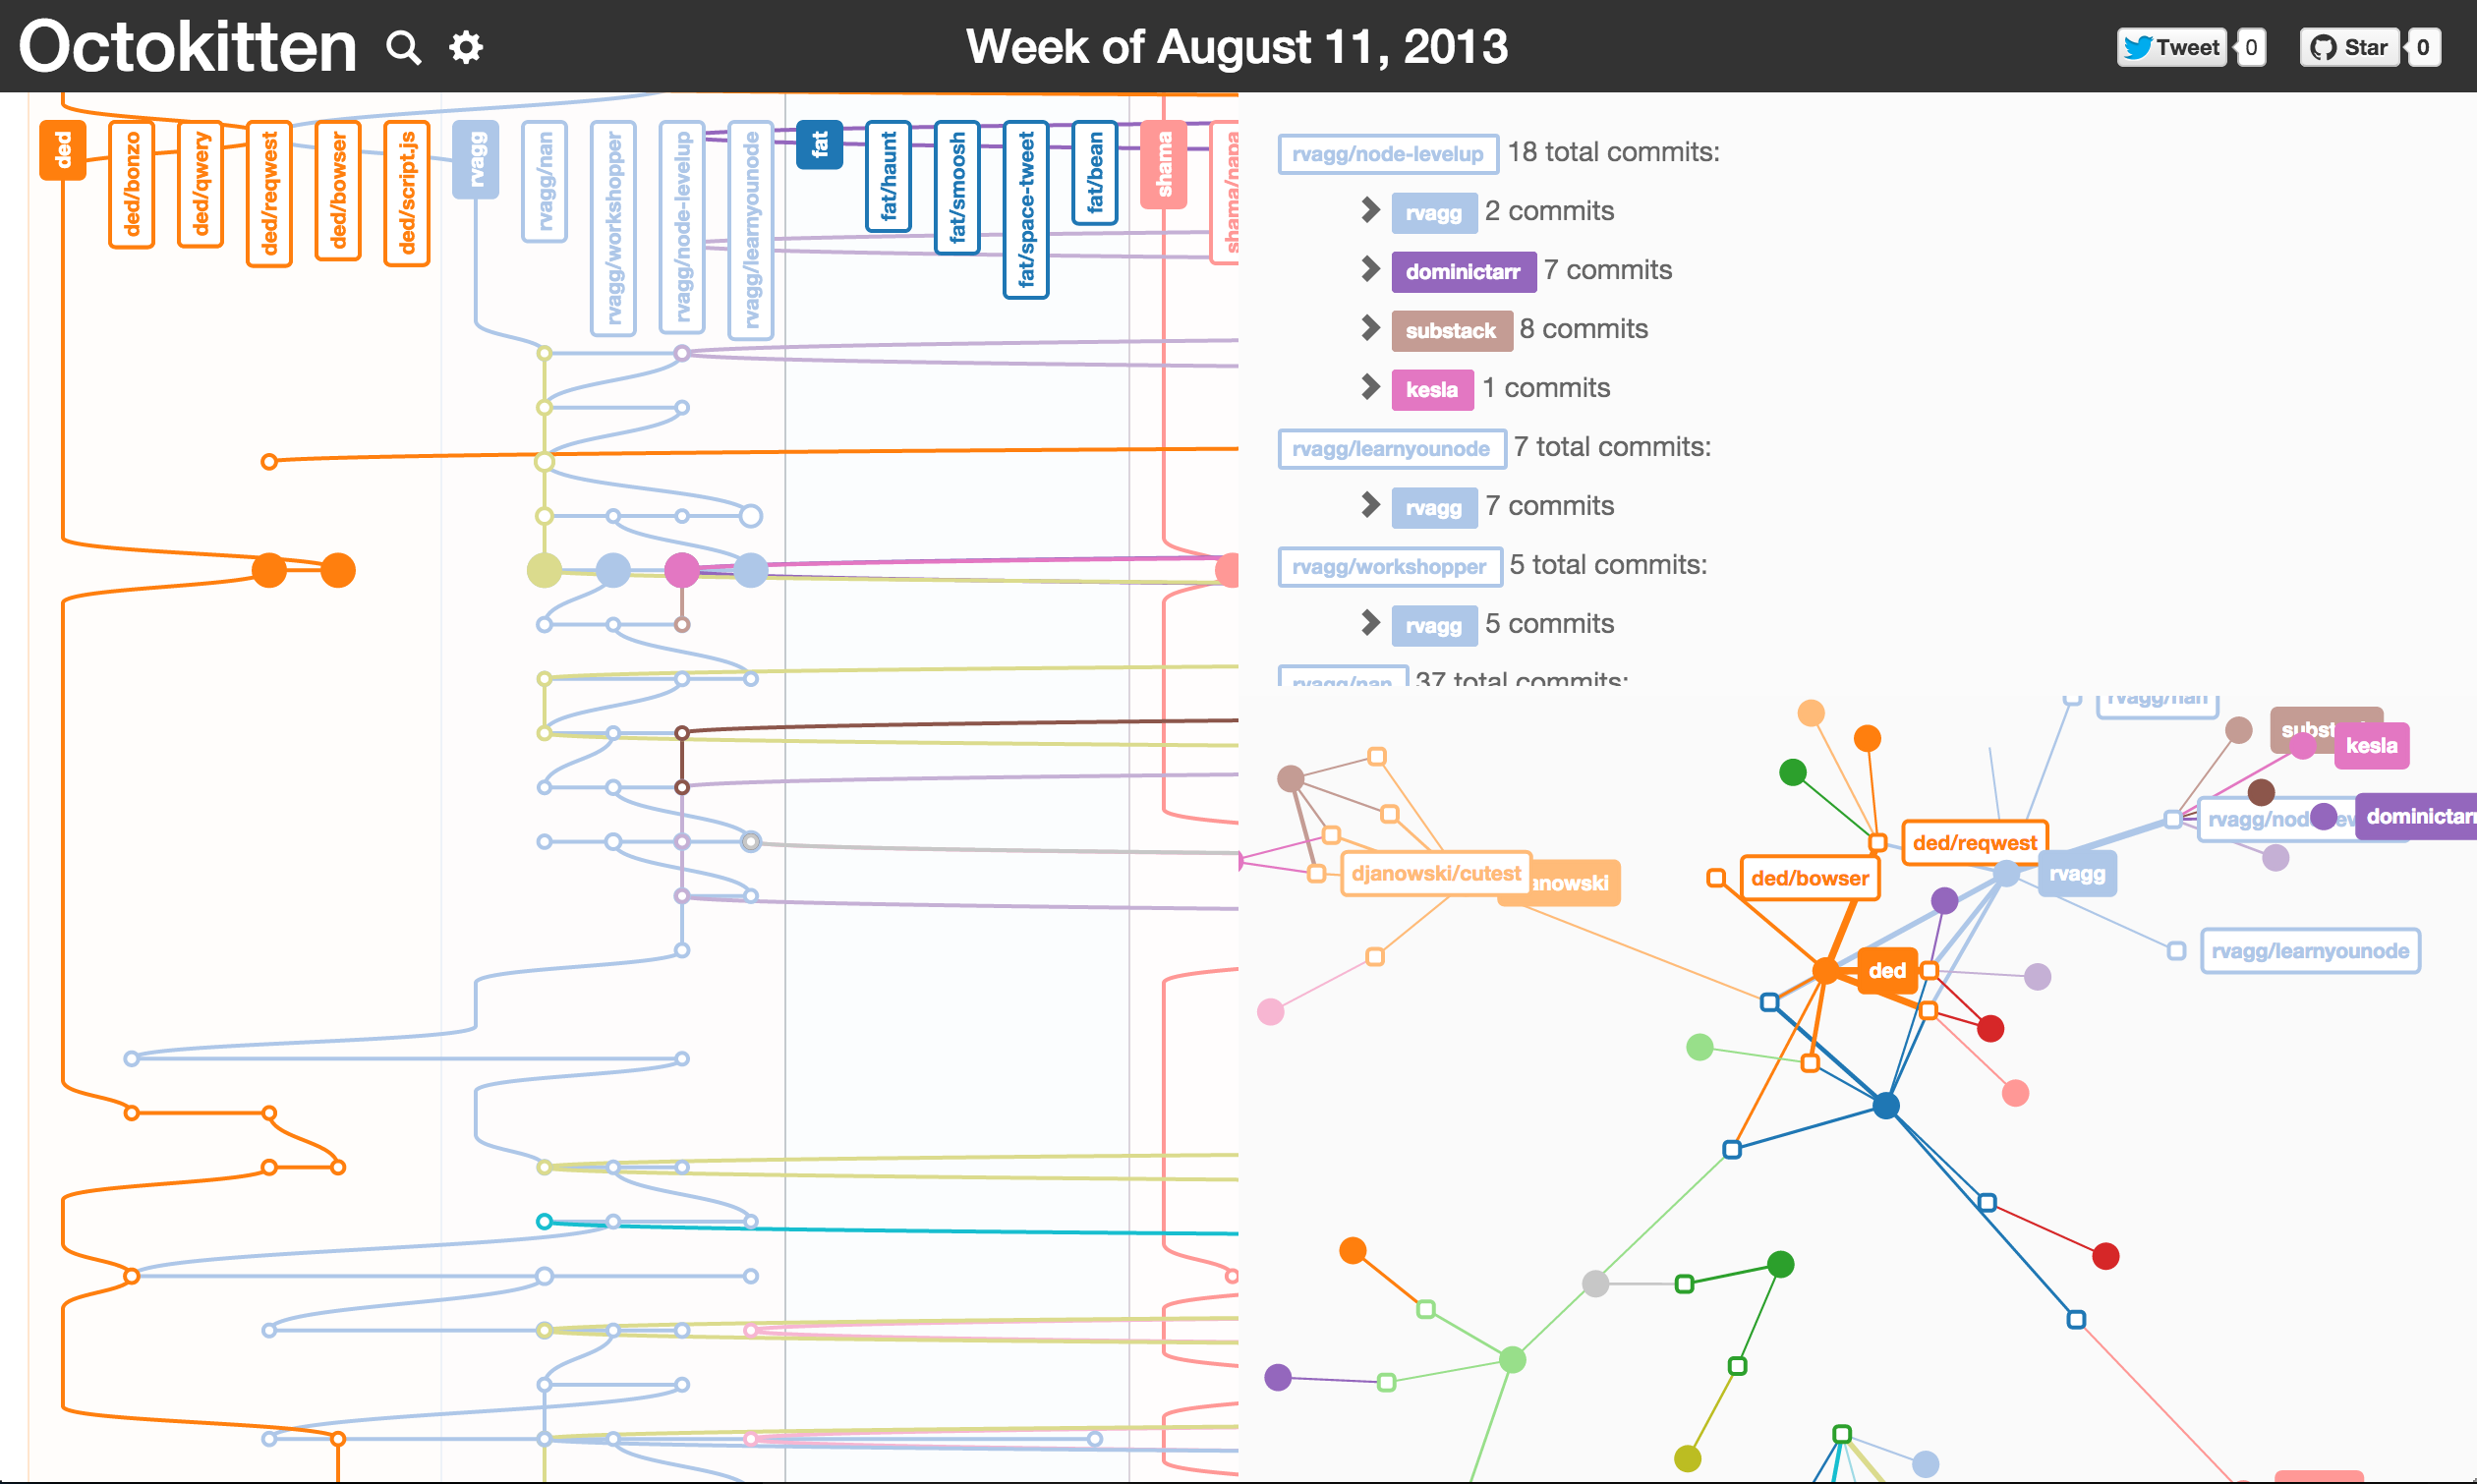 Octokitten
Week of August 11, 2013
Tweet 0
Star 0
ded
ded/bonzo
ded/qwery
ded/reqwest
ded/bowser
ded/script.js
rvagg
rvagg/nan
rvagg/workshopper
rvagg/node-levelup
rvagg/learnyounode
fat
fat/haunt
fat/smoosh
fat/space-tweet
fat/bean
shama
shama/napa
rvagg/node-levelup 18 total commits:
rvagg 2 commits
dominictarr 7 commits
substack 8 commits
kesla 1 commits
rvagg/learnyounode 7 total commits:
rvagg 7 commits
rvagg/workshopper 5 total commits:
rvagg 5 commits
rvagg/nan 37 total commits:
rvagg/nan
subst
kesla
rvagg/nod
dominictarr
ded/reqwest
rvagg
djanowski/cutest
anowski
ded/bowser
rvagg/learnyounode
ded